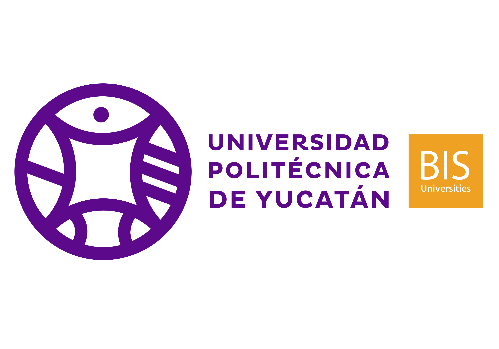 UNIVERSIDAD
POLITÉCNICA
DE YUCATÁN
BIS
Universities